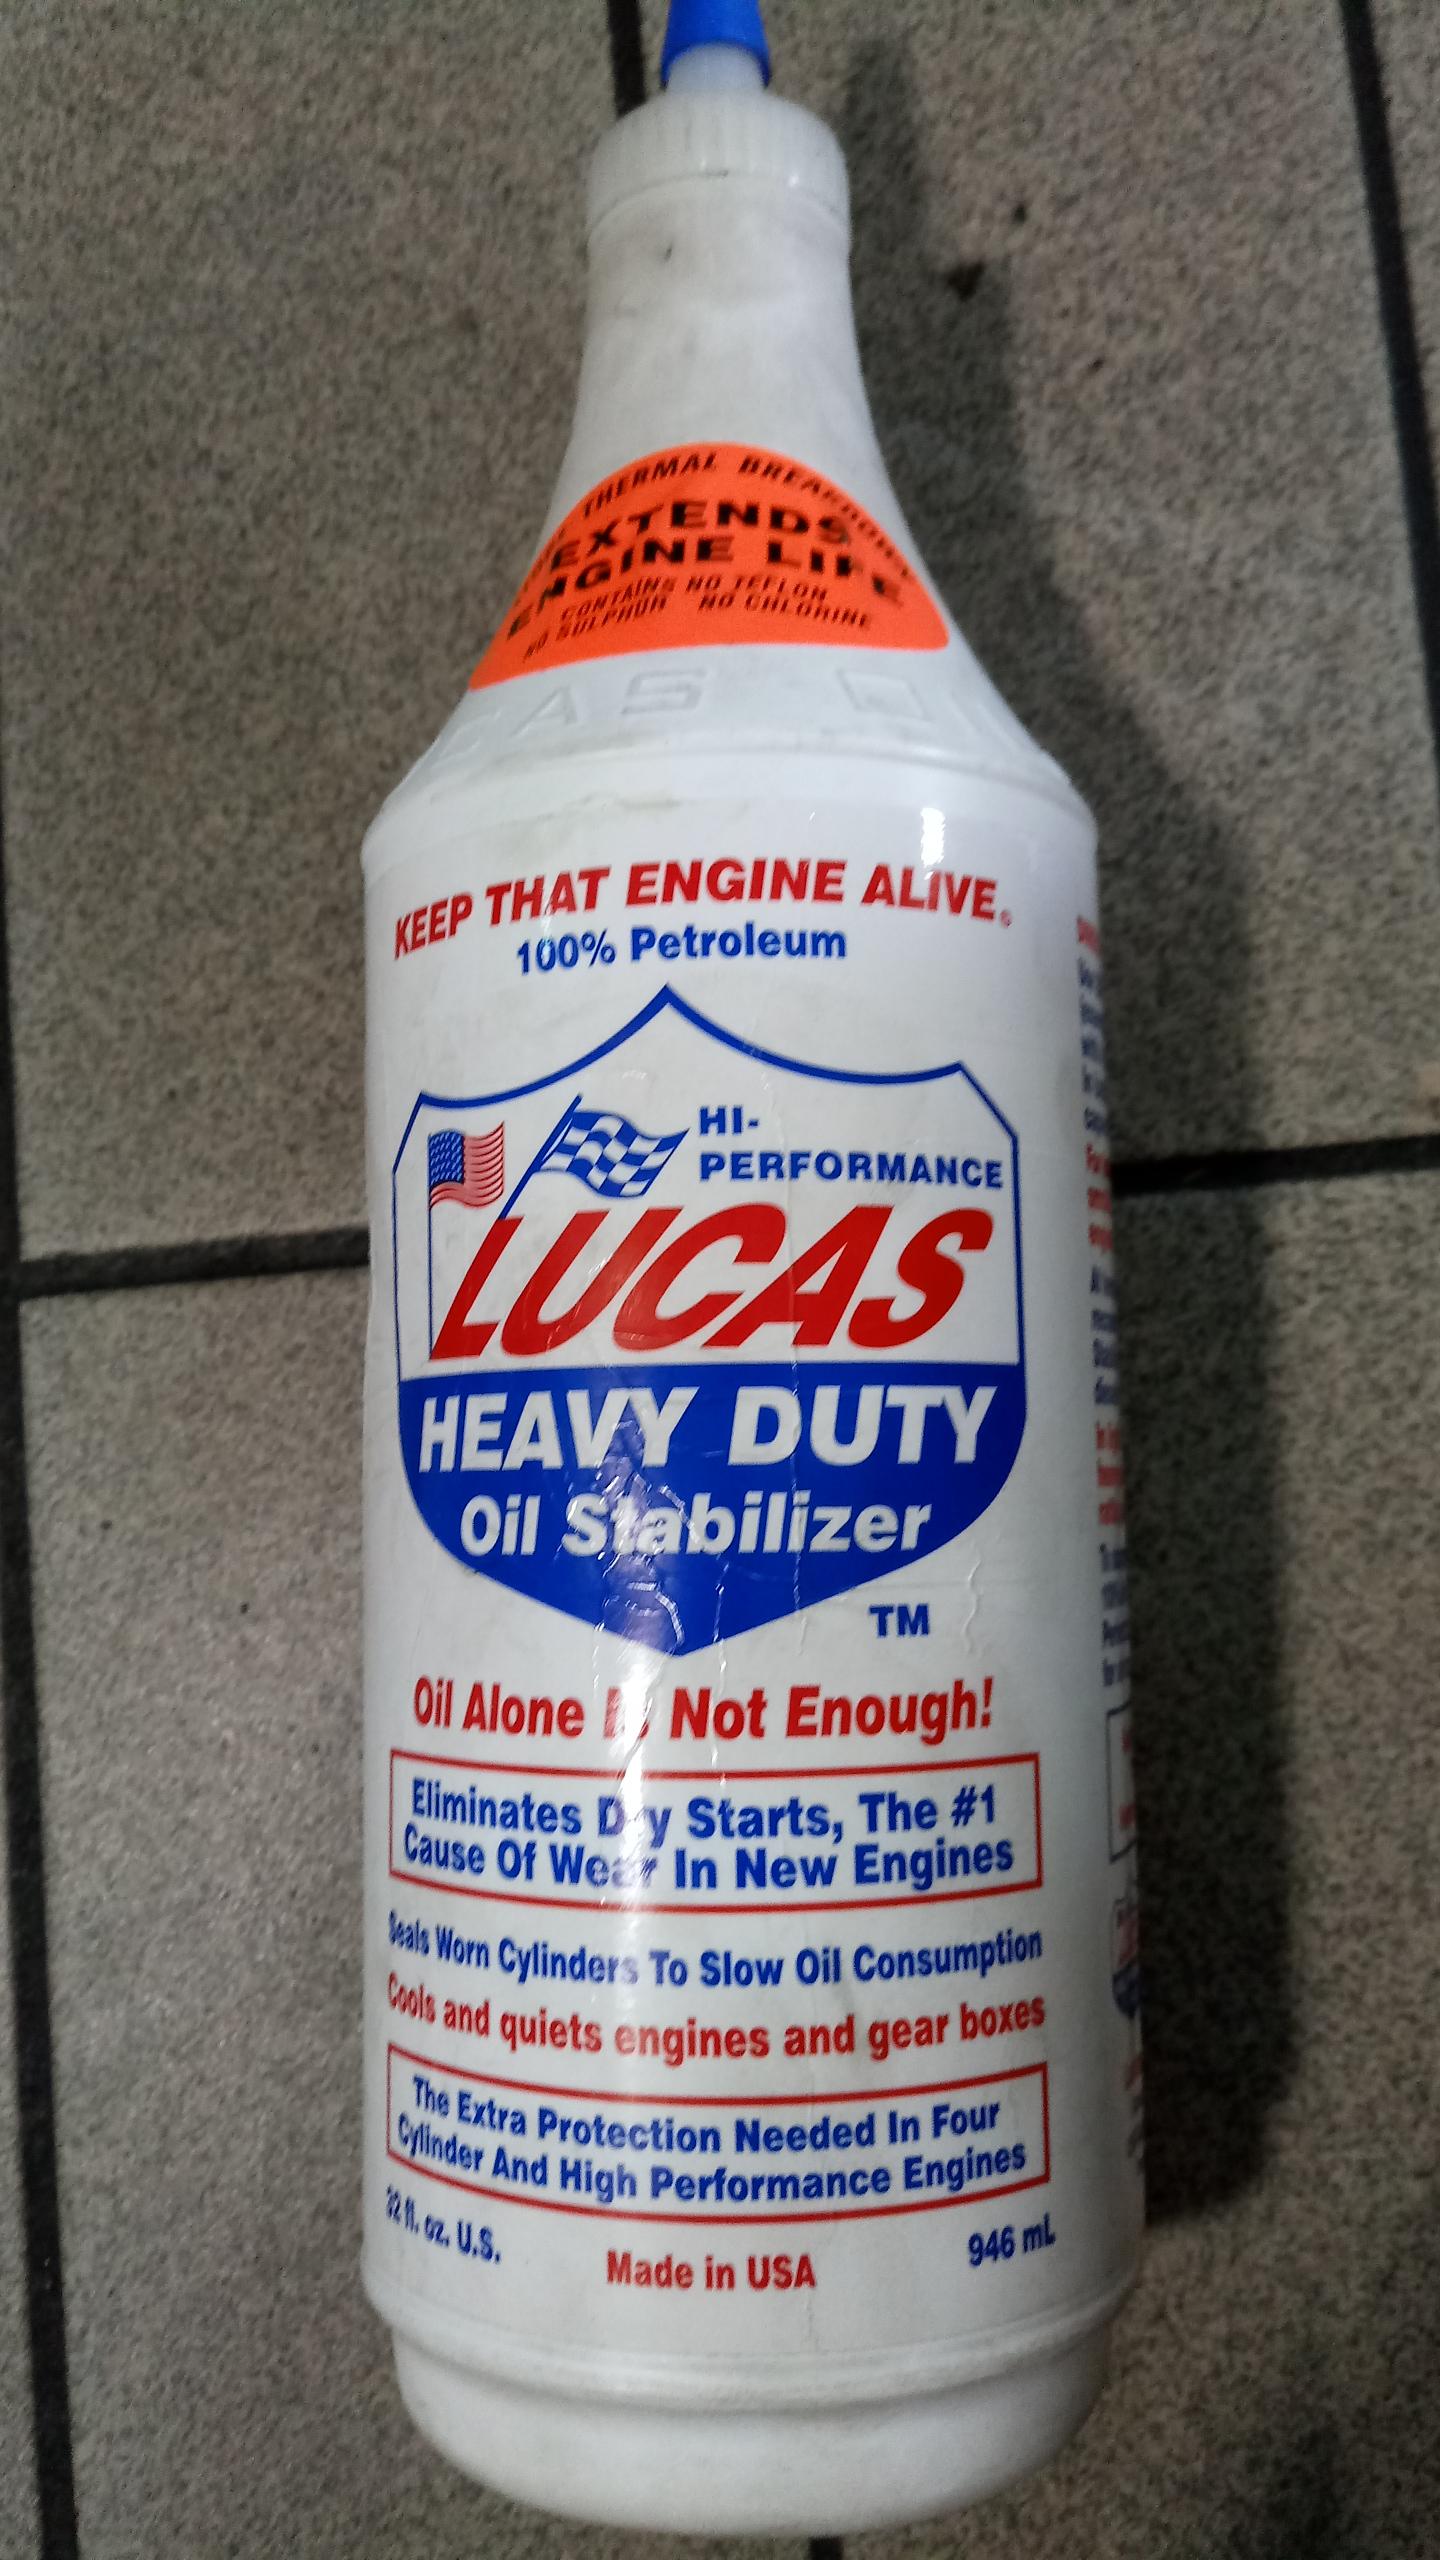 THERMAL BREAKDOWN
EXTENDS
ENGINE LIFE
CONTAINS NO TEFLON
NO SULPHUR NO CHLORINE
KEEP THAT ENGINE ALIVE®
100% Petroleum
HI-
PERFORMANCE
LUCAS
HEAVY DUTY
Oil Stabilizer
TM
Oil Alone Is Not Enough!
Eliminates Dry Starts, The #1
Cause Of Wear In New Engines
Seals Worn Cylinders To Slow Oil Consumption
Cools and quiets engines and gear boxes
The Extra Protection Needed In Four
Cylinder And High Performance Engines
32 fl. oz. U.S.
946 mL
Made in USA